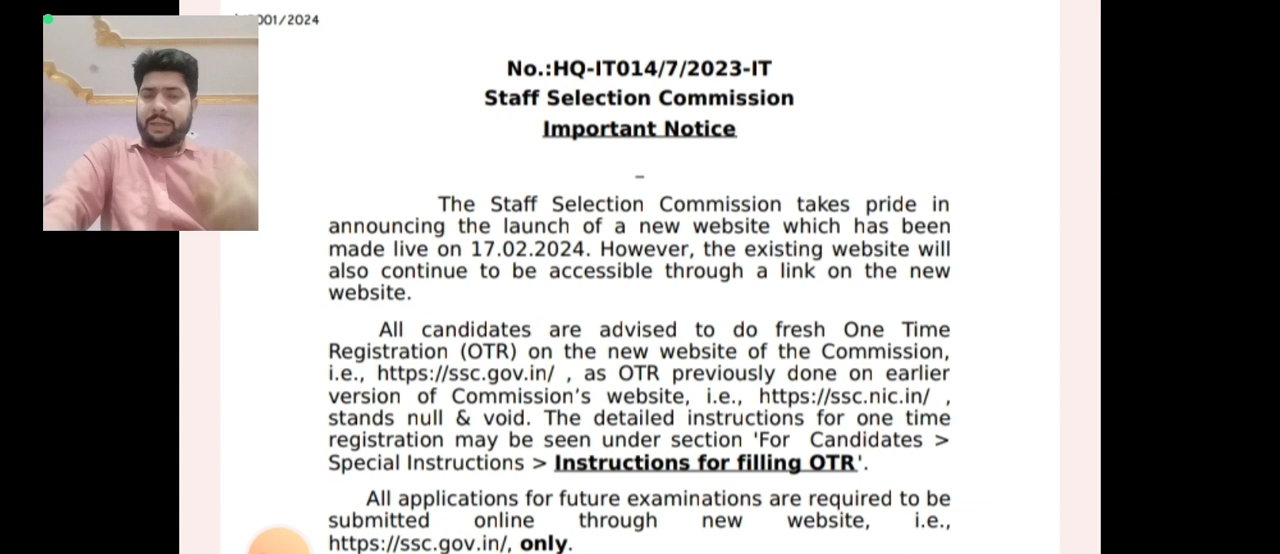 001/2024
No.:HQ-IT014/7/2023-IT
Staff Selection Commission
Important Notice
_
The Staff Selection Commission takes pride in
announcing the launch of a new website which has been
made live on 17.02.2024. However, the existing website will
also continue to be accessible through a link on the new
website.
All candidates are advised to do fresh One Time
Registration (OTR) on the new website of the Commission,
i.e., https://ssc.gov.in/ , as OTR previously done on earlier
version of Commission’s website, i.e., https://ssc.nic.in/ ,
stands null & void. The detailed instructions for one time
registration may be seen under section 'For Candidates >
Special Instructions > Instructions for filling OTR'.
All applications for future examinations are required to be
submitted online through new website, i.e.,
https://ssc.gov.in/, only.